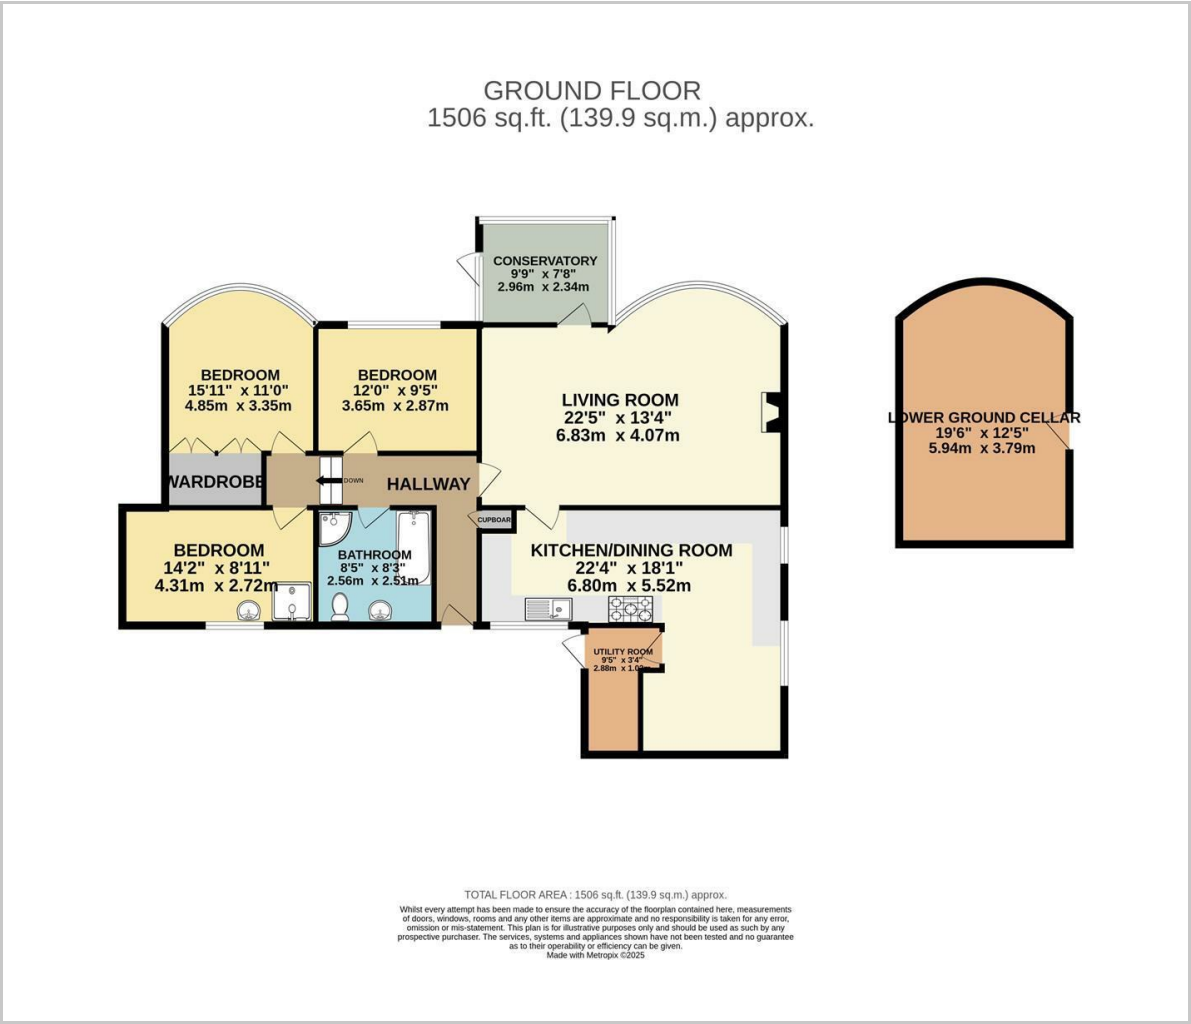 GROUND FLOOR
1506 sq.ft. (139.9 sq.m.) approx.
CONSERVATORY
9'9" x 7'8"
2.96m x 2.34m
BEDROOM
15'11" x 11'0"
4.85m x 3.35m
BEDROOM
12'0" x 9'5"
3.65m x 2.87m
LIVING ROOM
22'5" x 13'4"
6.83m x 4.07m
LOWER GROUND CELLAR
19'6" x 12'5"
5.94m x 3.79m
WARDROBE
DOWN
HALLWAY
CUPBOARD
BEDROOM
14'2" x 8'11"
4.31m x 2.72m
BATHROOM
8'5" x 8'3"
2.56m x 2.51m
KITCHEN/DINING ROOM
22'4" x 18'1"
6.80m x 5.52m
UTILITY ROOM
9'5" x 3'4"
2.88m
TOTAL FLOOR AREA : 1506 sq.ft. (139.9 sq.m.) approx.
Whilst every attempt has been made to ensure the accuracy of the floorplan contained here, measurements
of doors, windows, rooms and any other items are approximate and no responsibility is taken for any error,
omission or mis-statement. This plan is for illustrative purposes only and should be used as such by any
prospective purchaser. The services, systems and appliances shown have not been tested and no guarantee
as to their operability or efficiency can be given.
Made with Metropix ©2025